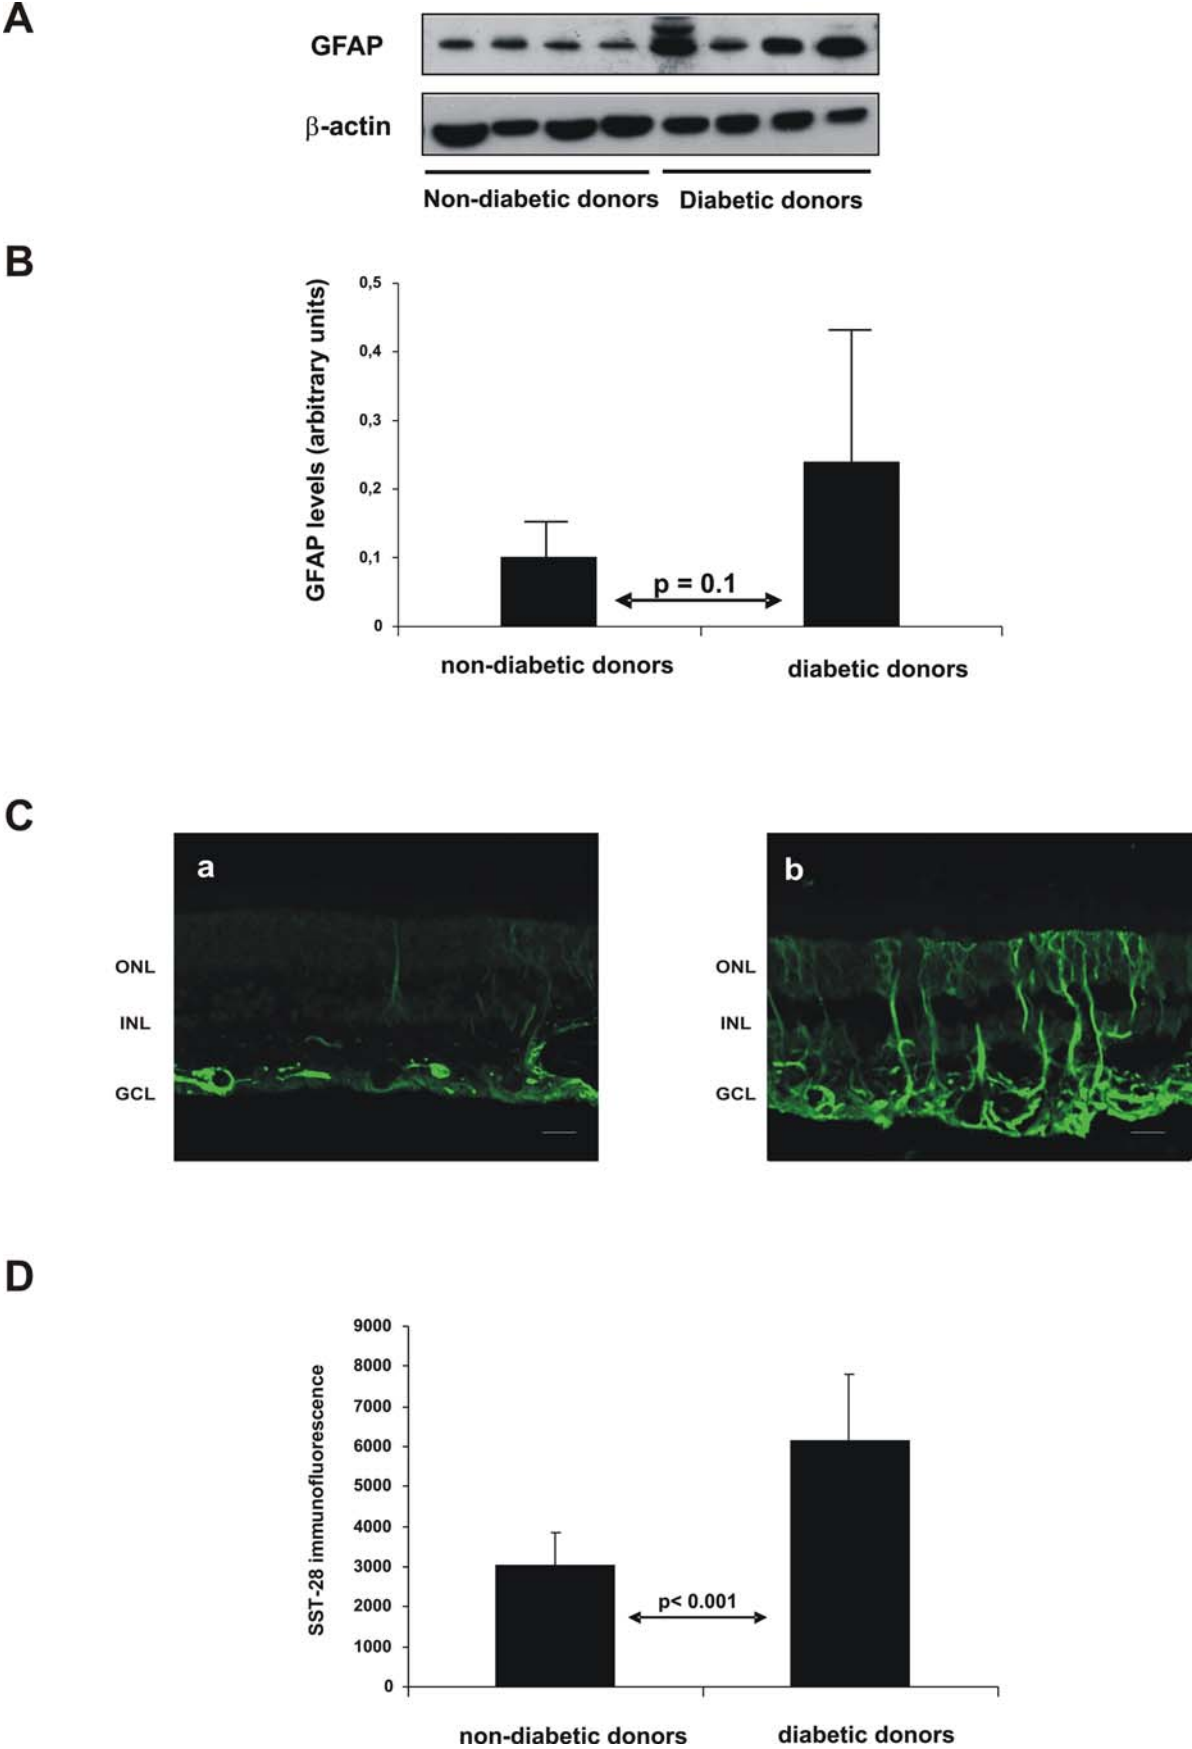 A
GFAP
β-actin
Non-diabetic donors
Diabetic donors
B
GFAP levels (arbitrary units)
0,5
0,4
0,3
0,2
0,1
0
p = 0.1
non-diabetic donors
diabetic donors
C
a
ONL
INL
GCL
b
ONL
INL
GCL
D
SST-28 immunofluorescence
9000
8000
7000
6000
5000
4000
3000
2000
1000
0
p< 0.001
non-diabetic donors
diabetic donors